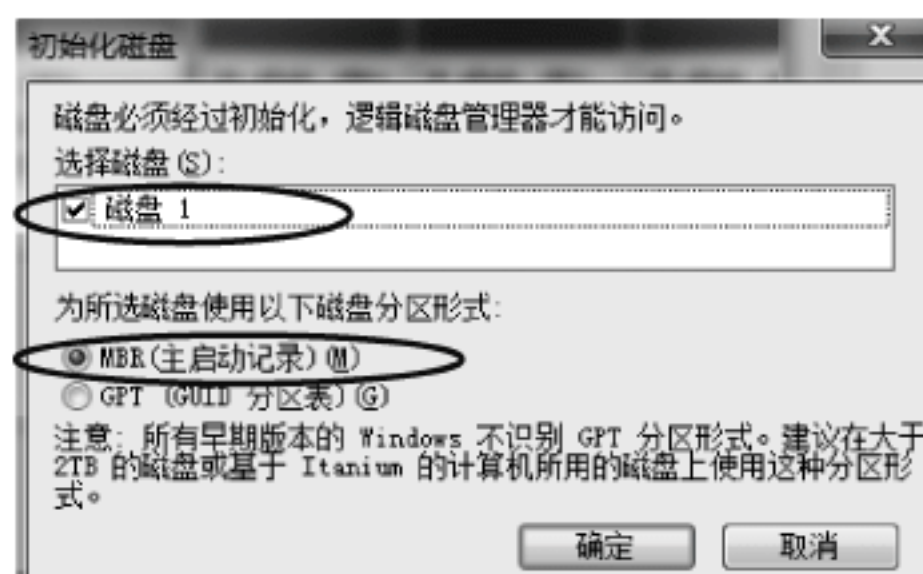 初始化磁盘
磁盘必须经过初始化，逻辑磁盘管理器才能访问。
选择磁盘(S):
磁盘 1
为所选磁盘使用以下磁盘分区形式:
MBR(主启动记录)(M)
GPT (GUID 分区表)(G)
注意: 所有早期版本的 Windows 不识别 GPT 分区形式。建议在大于
2TB 的磁盘或基于 Itanium 的计算机所用的磁盘上使用这种分区形
式。
确定 取消